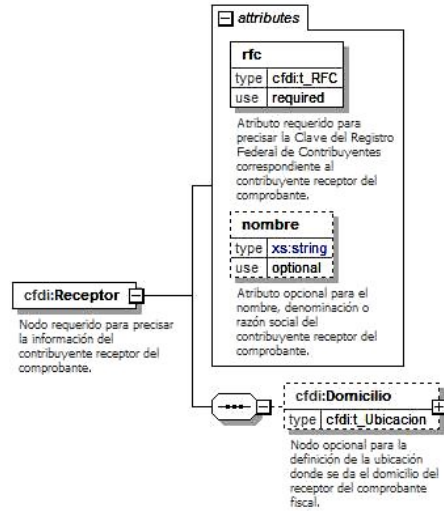 attributes
rfc
type cfdi:t_RFC
use required
Atributo requerido para
precisar la Clave del Registro
Federal de Contribuyentes
correspondiente al
contribuyente receptor del
comprobante.
nombre
type xs:string
use optional
Atributo opcional para el
nombre, denominación o
razón social del
contribuyente receptor del
comprobante.
cfdi:Receptor
Nodo requerido para precisar
la información del
contribuyente receptor del
comprobante.
cfdi:Domicilio
type cfdi:t_Ubicacion
Nodo opcional para la
definición de la ubicación
donde se da el domicilio del
receptor del comprobante
fiscal.